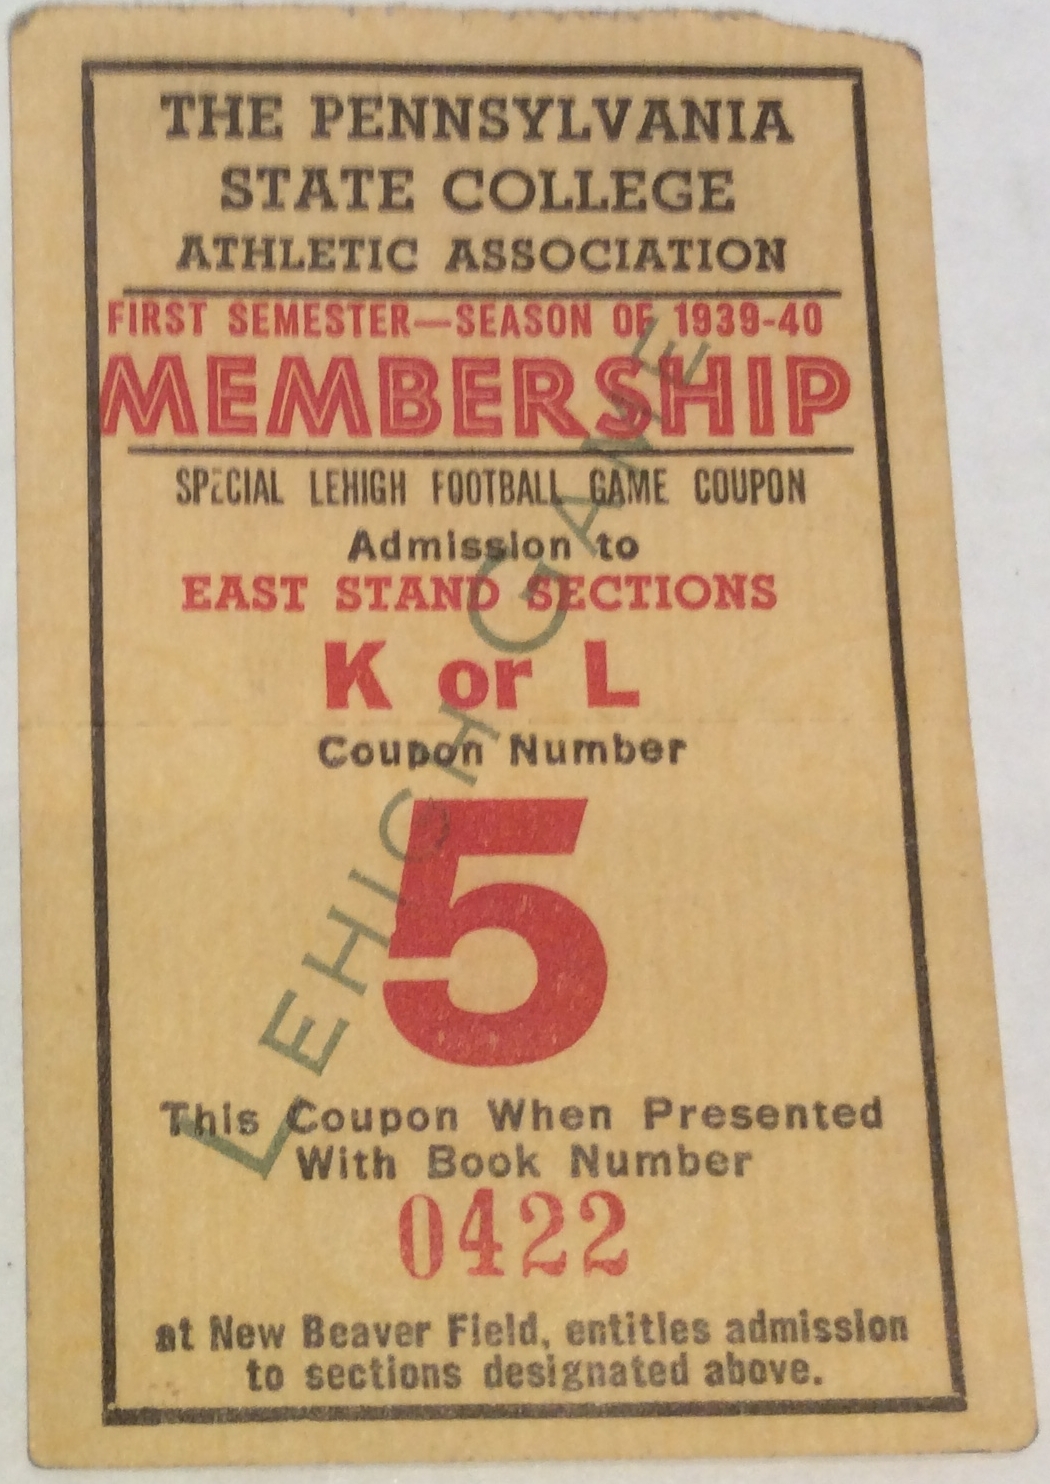 THE PENNSYLVANIA
STATE COLLEGE
ATHLETIC ASSOCIATION
FIRST SEMESTER—SEASON OF 1939-40
MEMBERSHIP
SPECIAL LEHIGH FOOTBALL GAME COUPON
Admission to
EAST STAND SECTIONS
K or L
Coupon Number
5
LEHIGH GAME
This Coupon When Presented
With Book Number
0422
at New Beaver Field, entitles admission
to sections designated above.